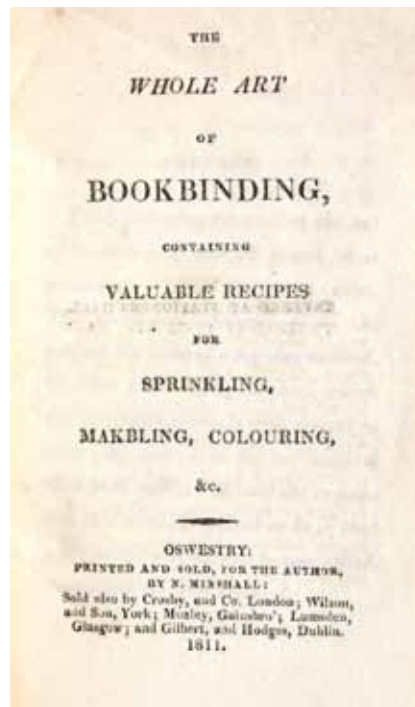 THE
WHOLE ART
OF
BOOKBINDING,
CONTAINING
VALUABLE RECIPES
FOR
SPRINKLING,
MARBLING, COLOURING,
&c.
OSWESTRY:
PRINTED AND SOLD, FOR THE AUTHOR,
BY N. MINSHALL:
Sold also by Crosby, and Co. London; Wilson,
and Son, York; Mozley, Gainsbro'; Lumsden,
Glasgow; and Gilbert, and Hodges, Dublin.
1811.